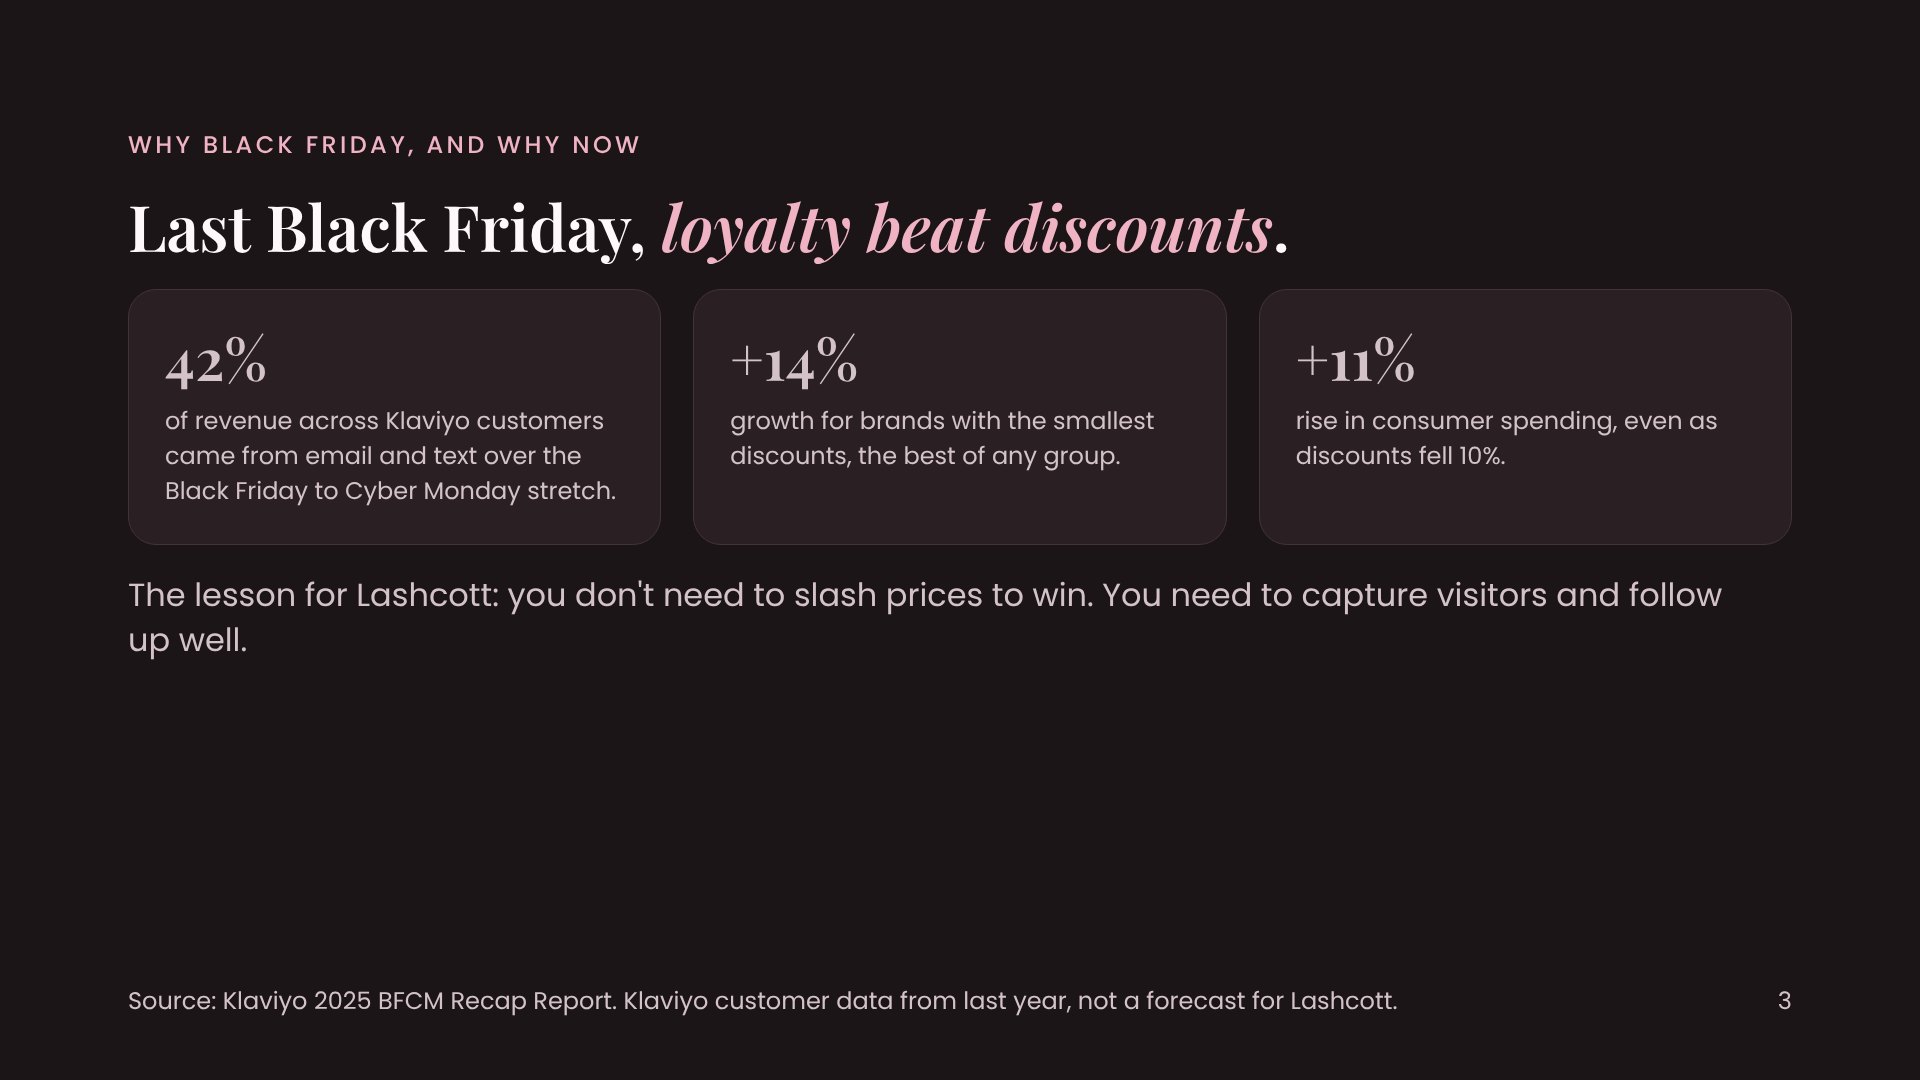 WHY BLACK FRIDAY, AND WHY NOW
Last Black Friday, loyalty beat discounts.
42%
of revenue across Klaviyo customers
came from email and text over the
Black Friday to Cyber Monday stretch.
+14%
growth for brands with the smallest
discounts, the best of any group.
+11%
rise in consumer spending, even as
discounts fell 10%.
The lesson for Lashcott: you don't need to slash prices to win. You need to capture visitors and follow
up well.
Source: Klaviyo 2025 BFCM Recap Report. Klaviyo customer data from last year, not a forecast for Lashcott.
3